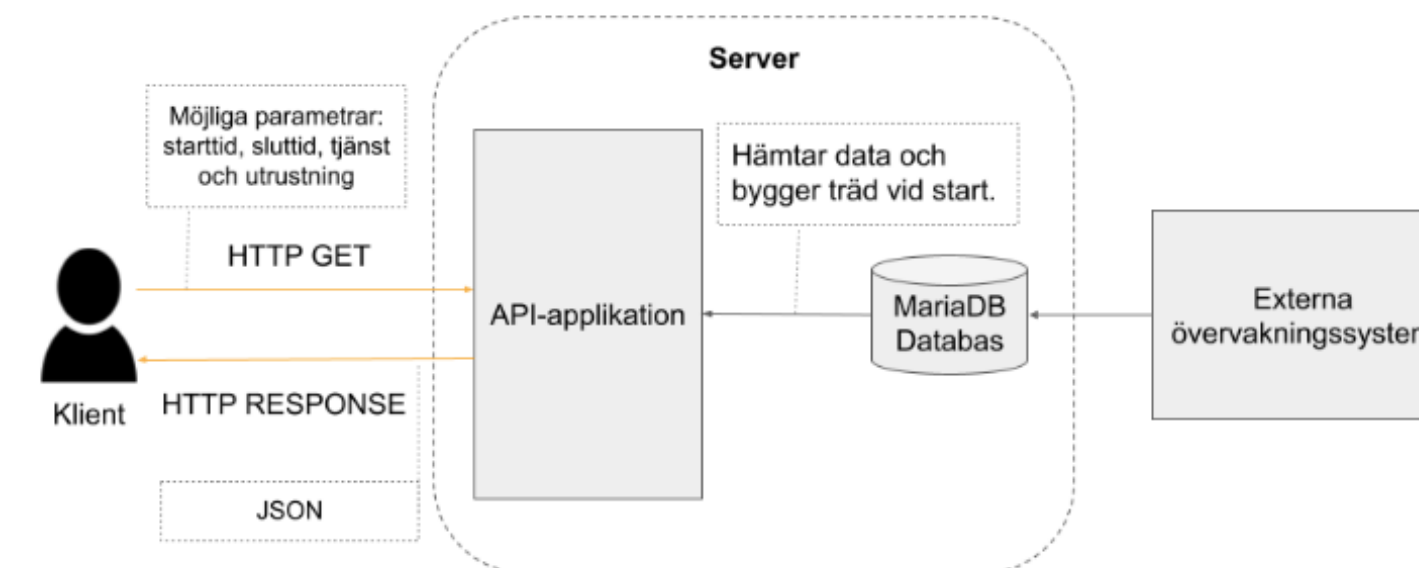 Server
Möjliga parametrar:
starttid, sluttid, tjänst
och utrustning
Hämtar data och
bygger träd vid start.
HTTP GET
API-applikation
MariaDB
Databas
Externa
övervakningssyster
Klient
HTTP RESPONSE
JSON